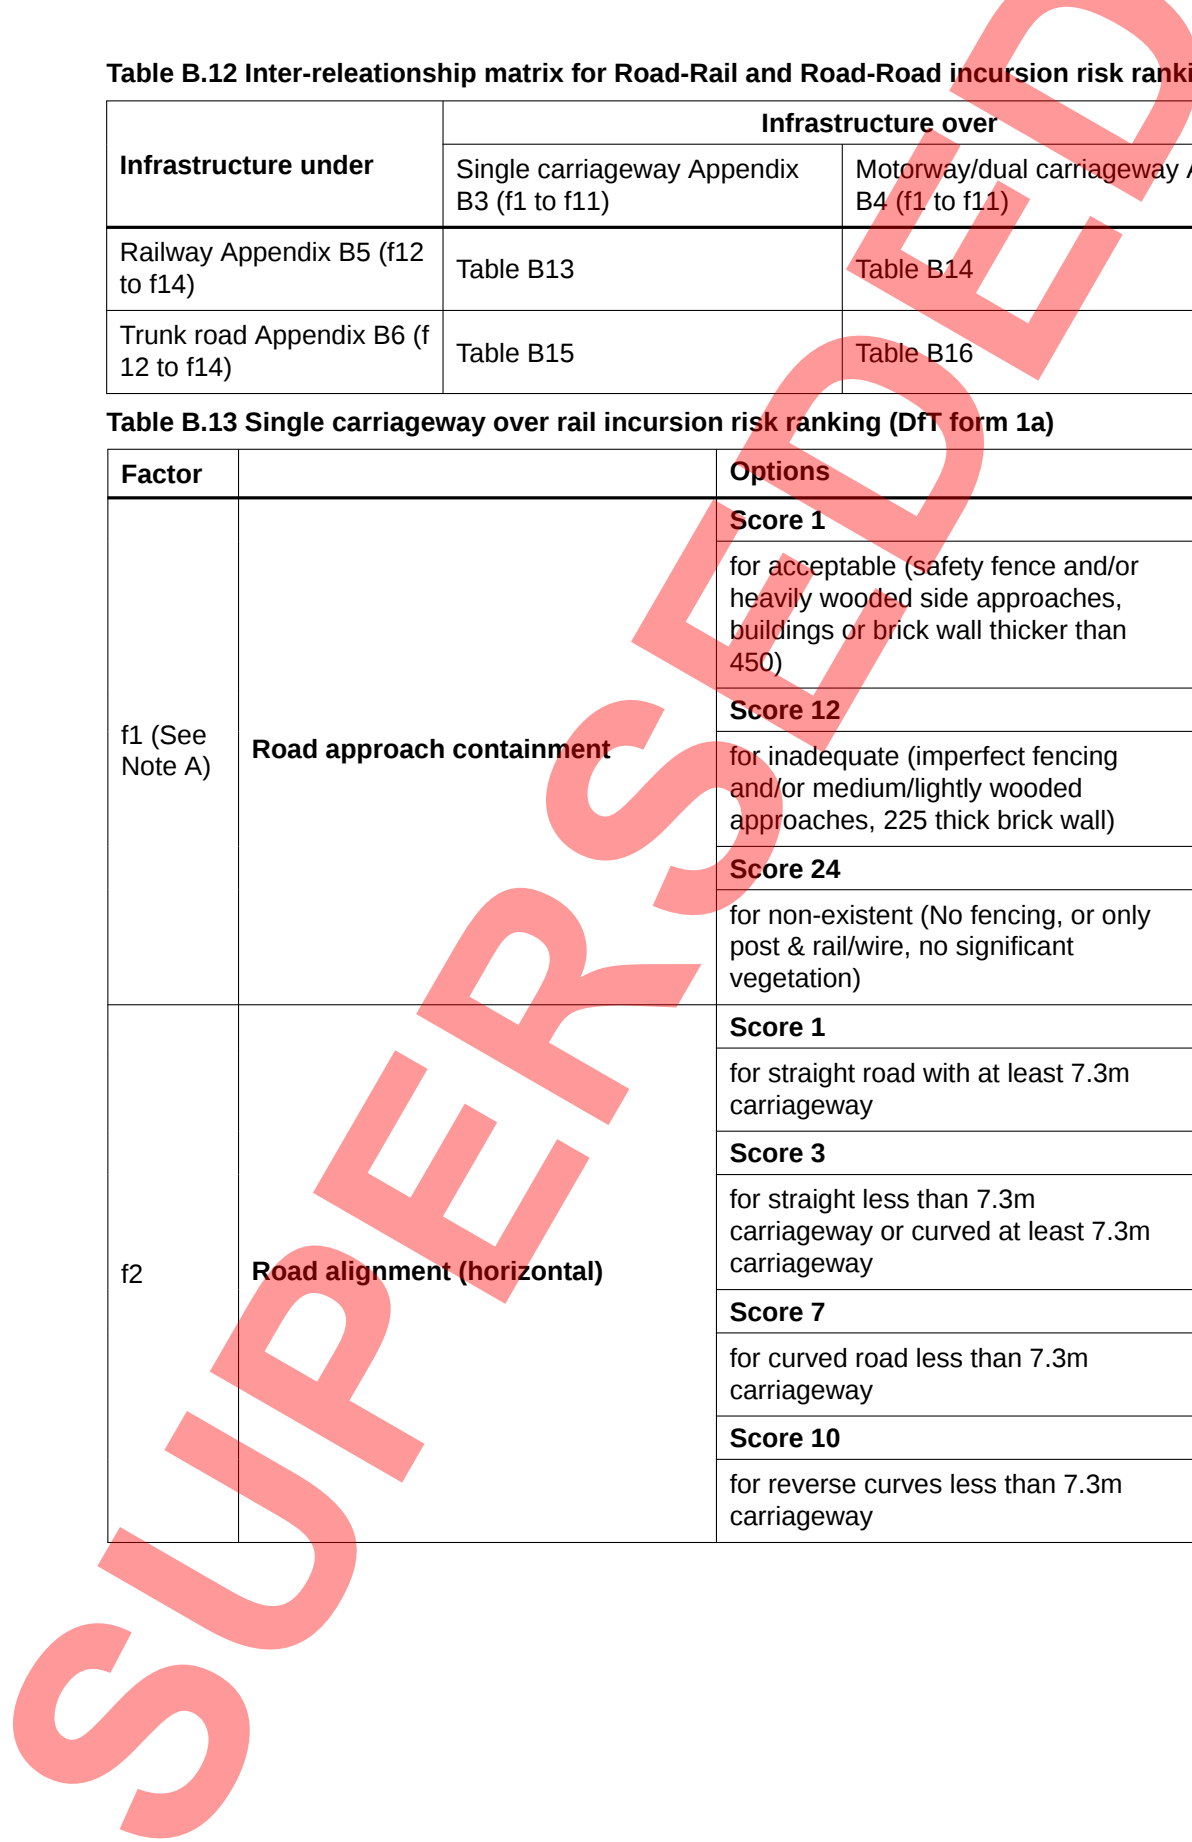 Table B.12 Inter-releationship matrix for Road-Rail and Road-Road incursion risk ranki
Infrastructure under
Infrastructure over
Single carriageway Appendix
B3 (f1 to f11)
Motorway/dual carriageway A
B4 (f1 to f11)
Railway Appendix B5 (f12
to f14)
Table B13
Table B14
Trunk road Appendix B6 (f
12 to f14)
Table B15
Table B16
Table B.13 Single carriageway over rail incursion risk ranking (DfT form 1a)
Factor
Options
f1 (See
Note A)
Road approach containment
Score 1
for acceptable (safety fence and/or
heavily wooded side approaches,
buildings or brick wall thicker than
450)
Score 12
for inadequate (imperfect fencing
and/or medium/lightly wooded
approaches, 225 thick brick wall)
Score 24
for non-existent (No fencing, or only
post & rail/wire, no significant
vegetation)
f2
Road alignment (horizontal)
Score 1
for straight road with at least 7.3m
carriageway
Score 3
for straight less than 7.3m
carriageway or curved at least 7.3m
carriageway
Score 7
for curved road less than 7.3m
carriageway
Score 10
for reverse curves less than 7.3m
carriageway
SUPERSEDED